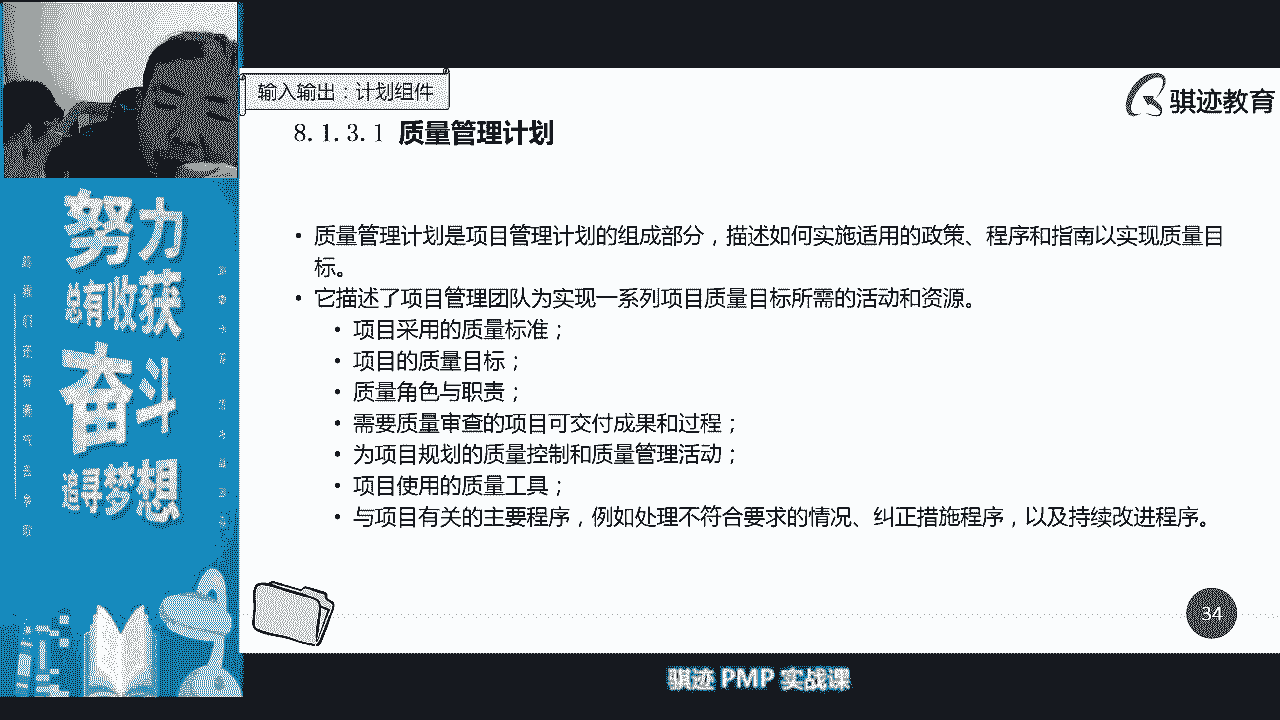 输入输出：计划组件
骐迹教育
8.1.3.1 质量管理计划
• 质量管理计划是项目管理计划的组成部分，描述如何实施适用的政策、程序和指南以实现质量目
标。
• 它描述了项目管理团队为实现一系列项目质量目标所需的活动和资源。
• 项目采用的质量标准；
• 项目的质量目标；
• 质量角色与职责；
• 需要质量审查的项目可交付成果和过程；
• 为项目规划的质量控制和质量管理活动；
• 项目使用的质量工具；
• 与项目有关的主要程序，例如处理不符合要求的情况、纠正措施程序，以及持续改进程序。
34
骐迹 PMP 实战课
努力
总有收获
奋斗
追寻梦想